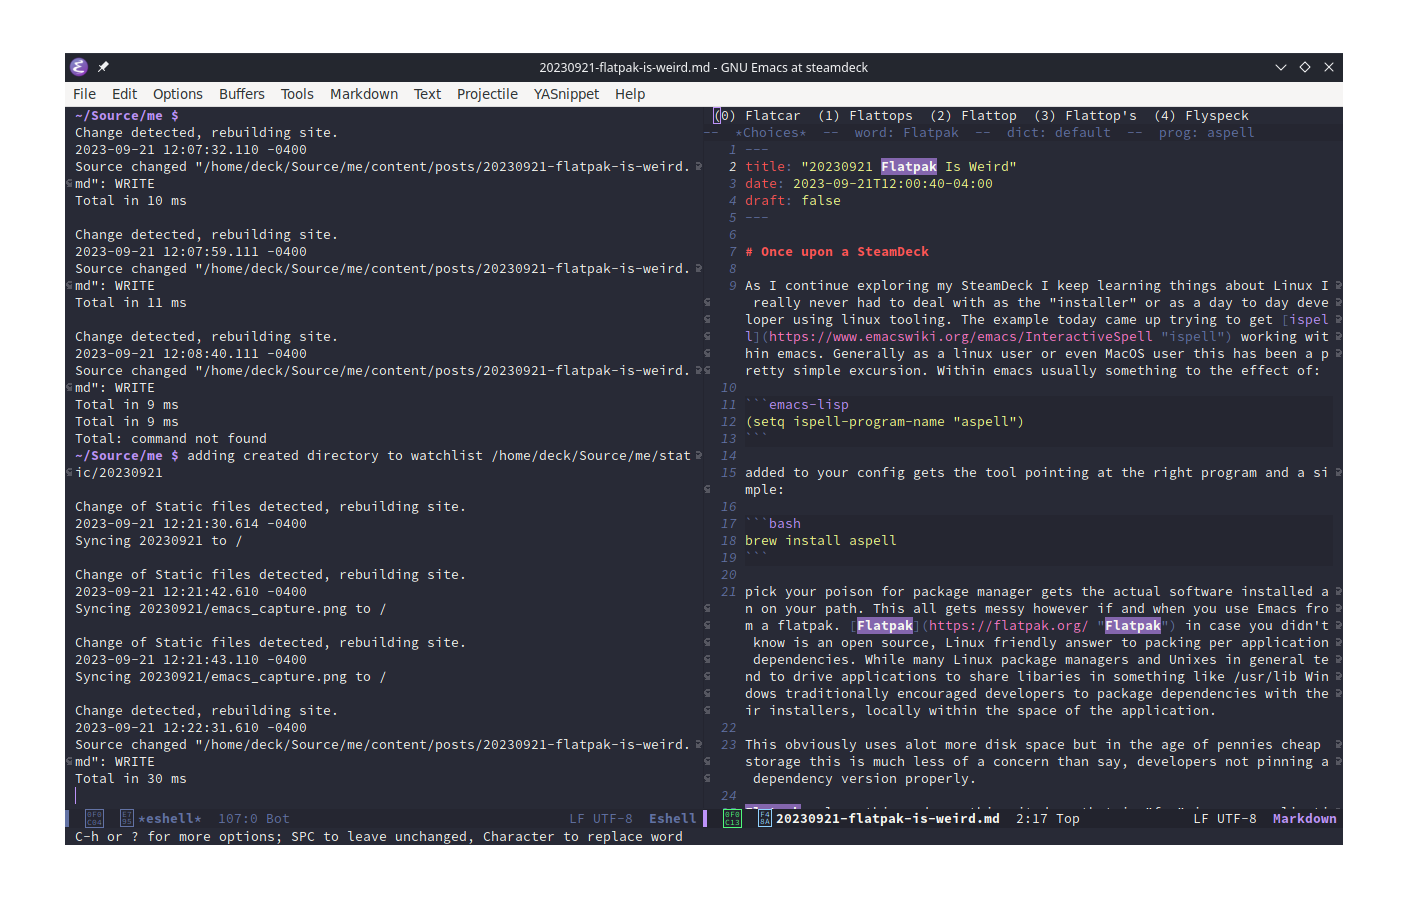 20230921-flatpak-is-weird.md - GNU Emacs at steamdeck
File Edit Options Buffers Tools Markdown Text Projectile YASnippet Help
~/Source/me $
Change detected, rebuilding site.
2023-09-21 12:07:32.110 -0400
Source changed "/home/deck/Source/me/content/posts/20230921-flatpak-is-weird.
md": WRITE
Total in 10 ms
Change detected, rebuilding site.
2023-09-21 12:07:59.111 -0400
Source changed "/home/deck/Source/me/content/posts/20230921-flatpak-is-weird.
md": WRITE
Total in 11 ms
Change detected, rebuilding site.
2023-09-21 12:08:40.111 -0400
Source changed "/home/deck/Source/me/content/posts/20230921-flatpak-is-weird.
md": WRITE
Total in 9 ms
Total in 9 ms
Total: command not found
~/Source/me $ adding created directory to watchlist /home/deck/Source/me/stat
ic/20230921
Change of Static files detected, rebuilding site.
2023-09-21 12:21:30.614 -0400
Syncing 20230921 to /
Change of Static files detected, rebuilding site.
2023-09-21 12:21:42.610 -0400
Syncing 20230921/emacs_capture.png to /
Change of Static files detected, rebuilding site.
2023-09-21 12:21:43.110 -0400
Syncing 20230921/emacs_capture.png to /
Change detected, rebuilding site.
2023-09-21 12:22:31.610 -0400
Source changed "/home/deck/Source/me/content/posts/20230921-flatpak-is-weird.
md": WRITE
Total in 30 ms
*eshell* 107:0 Bot LF UTF-8 Eshell
(0) Flatcar (1) Flattops (2) Flattop (3) Flattop's (4) Flyspeck
-- *Choices* -- word: Flatpak -- dict: default -- prog: aspell
1 ---
2 title: "20230921 Flatpak Is Weird"
3 date: 2023-09-21T12:00:40-04:00
4 draft: false
5 ---
6
7 # Once upon a SteamDeck
8
9 As I continue exploring my SteamDeck I keep learning things about Linux I
really never had to deal with as the "installer" or as a day to day deve
loper using linux tooling. The example today came up trying to get [ispel
l](https://www.emacswiki.org/emacs/InteractiveSpell "ispell") working wit
hin emacs. Generally as a linux user or even MacOS user this has been a p
retty simple excursion. Within emacs usually something to the effect of:
10
11 ```emacs-lisp
12 (setq ispell-program-name "aspell")
13 ```
14
15 added to your config gets the tool pointing at the right program and a si
mple:
16
17 ```bash
18 brew install aspell
19 ```
20
21 pick your poison for package manager gets the actual software installed a
n on your path. This all gets messy however if and when you use Emacs fro
m a flatpak. [Flatpak](https://flatpak.org/ "Flatpak") in case you didn't
know is an open source, Linux friendly answer to packing per application
dependencies. While many Linux package managers and Unixes in general te
nd to drive applications to share libaries in something like /usr/lib Win
dows traditionally encouraged developers to package dependencies with the
ir installers, locally within the space of the application.
22
23 This obviously uses alot more disk space but in the age of pennies cheap
storage this is much less of a concern than say, developers not pinning a
dependency version properly.
24
20230921-flatpak-is-weird.md 2:17 Top LF UTF-8 Markdown
C-h or ? for more options; SPC to leave unchanged, Character to replace word